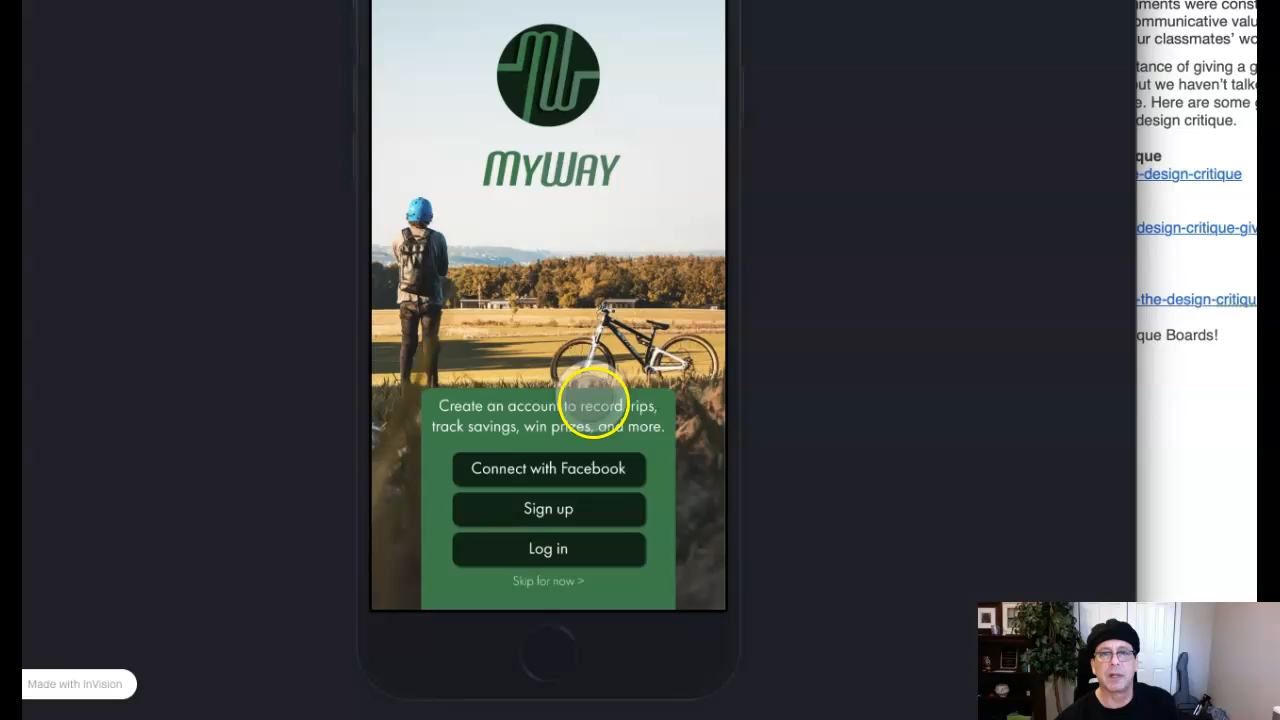 MYWAY
Create an account to record trips,
track savings, win prizes, and more.
Connect with Facebook
Sign up
Log in
Skip for now >
Made with InVision
ments were const
ommunicative valu
ur classmates' wo
tance of giving a g
out we haven't talk
e. Here are some g
design critique.
que
e-design-critique
design-critique-giv
-the-design-critiqu
que Boards!